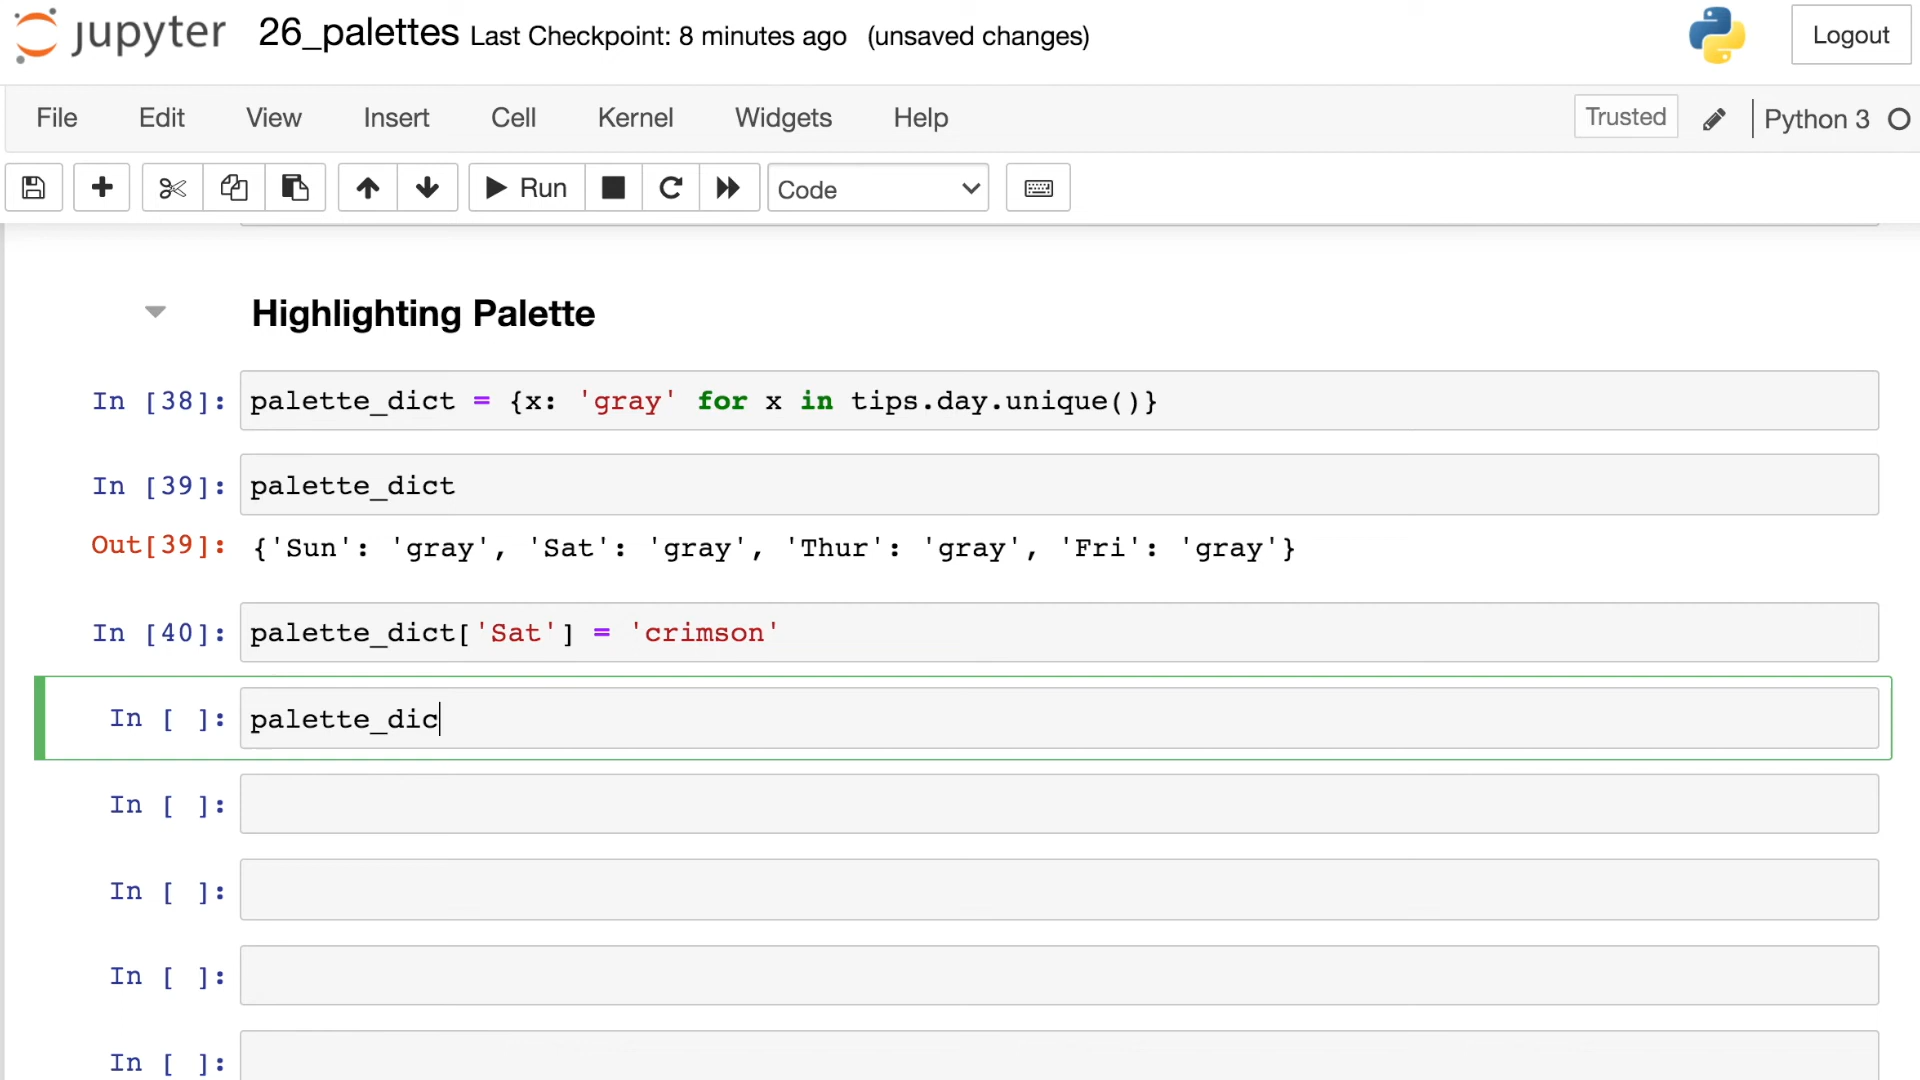 jupyter 26_palettes Last Checkpoint: 8 minutes ago (unsaved changes) Logout
File Edit View Insert Cell Kernel Widgets Help Trusted Python 3
Run Code
Highlighting Palette
In [38]: palette_dict = {x: 'gray' for x in tips.day.unique()}
In [39]: palette_dict
Out[39]: {'Sun': 'gray', 'Sat': 'gray', 'Thur': 'gray', 'Fri': 'gray'}
In [40]: palette_dict['Sat'] = 'crimson'
In [ ]: palette_dic
In [ ]:
In [ ]:
In [ ]:
In [ ]: